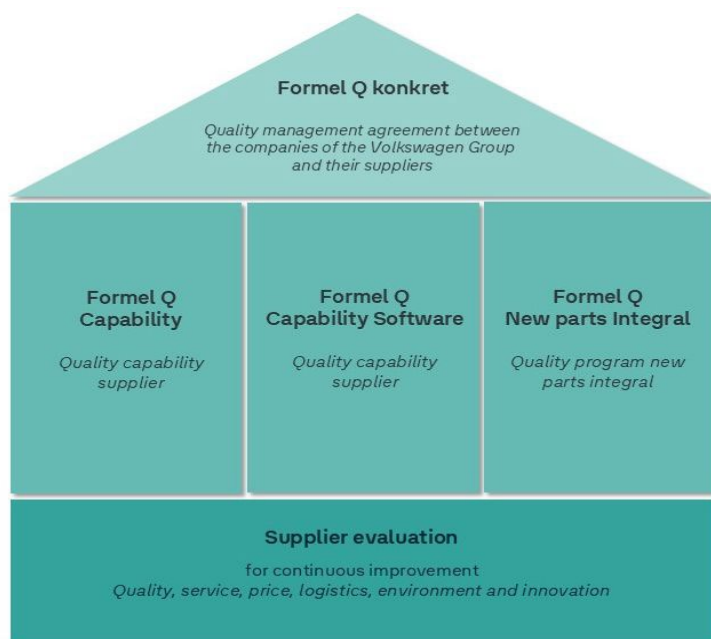 Formel Q konkret
Quality management agreement between
the companies of the Volkswagen Group
and their suppliers
Formel Q
Capability
Quality capability
supplier
Formel Q
Capability Software
Quality capability
supplier
Formel Q
New parts Integral
Quality program new
parts integral
Supplier evaluation
for continuous improvement
Quality, service, price, logistics, environment and innovation